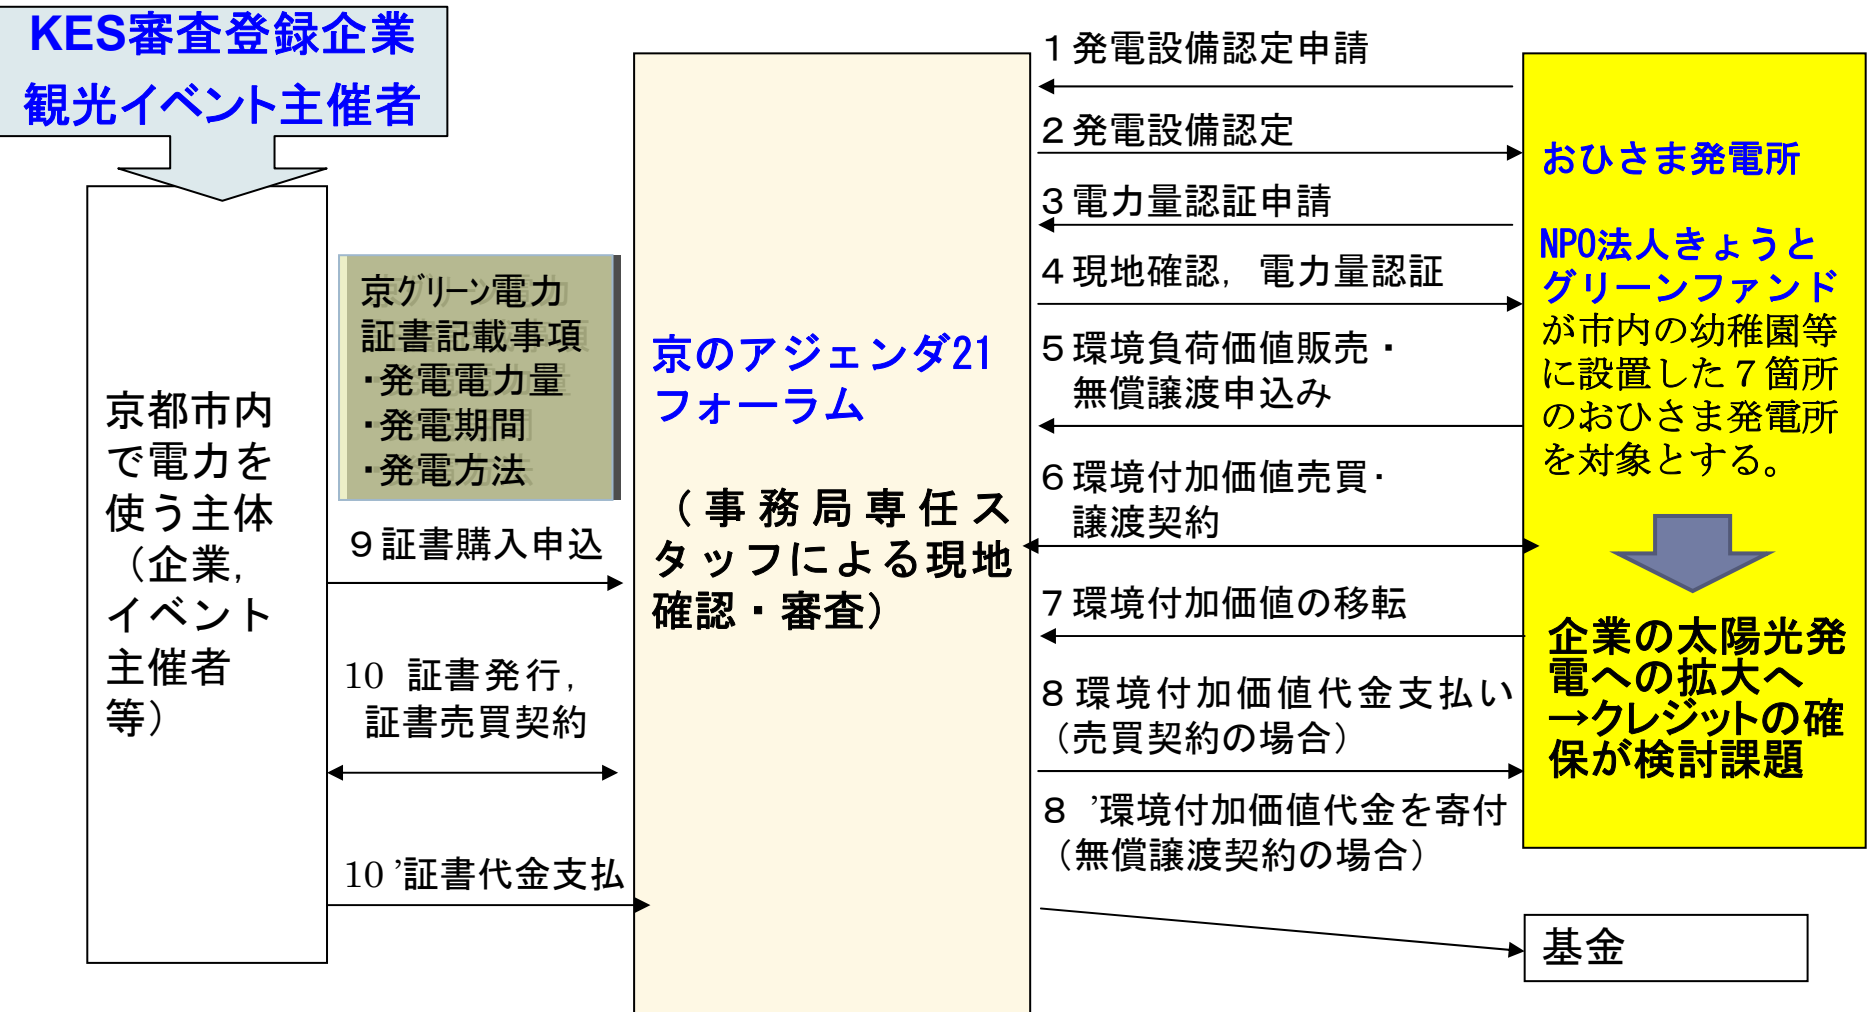 KES審査登録企業
観光イベント主催者
京都市内
で電力を
使う主体
（企業，
イベント
主催者
等）
京グリーン電力
証書記載事項
・発電電力量
・発電期間
・発電方法
９証書購入申込
10 証書発行，
証書売買契約
10 ’証書代金支払
京のアジェンダ21
フォーラム
（事務局専任ス
タッフによる現地
確認・審査）
１発電設備認定申請
２発電設備認定
３電力量認証申請
４現地確認，電力量認証
５環境負荷価値販売・
無償譲渡申込み
６環境付加価値売買・
譲渡契約
７環境付加価値の移転
８環境付加価値代金支払い
（売買契約の場合）
８ ’環境付加価値代金を寄付
（無償譲渡契約の場合）
おひさま発電所
NPO法人きょうと
グリーンファンド
が市内の幼稚園等
に設置した７箇所
のおひさま発電所
を対象とする。
企業の太陽光発
電への拡大へ
→クレジットの確
保が検討課題
基金